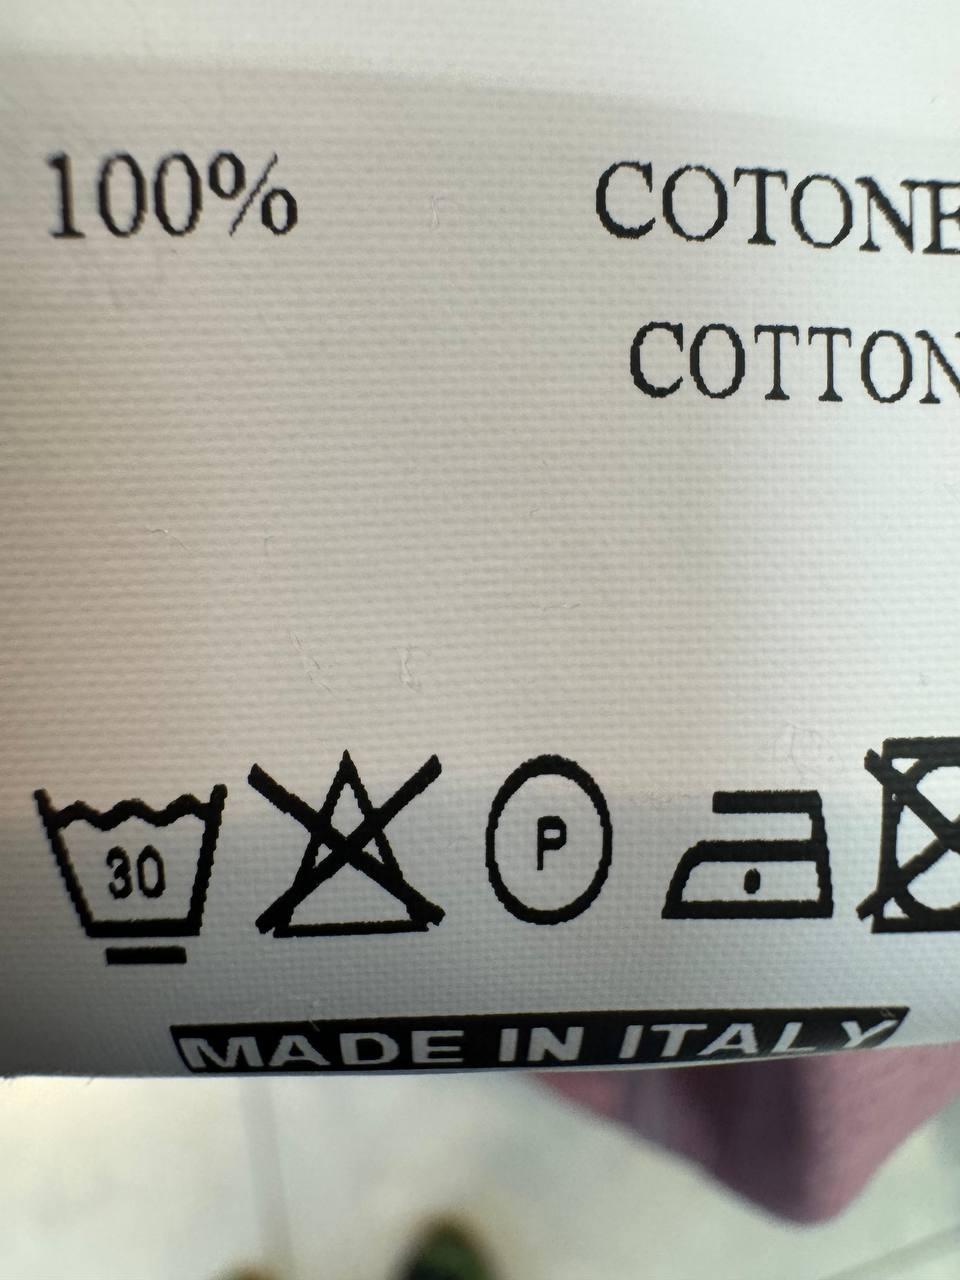 100% COTONE
COTTON
30
P
MADE IN ITALY